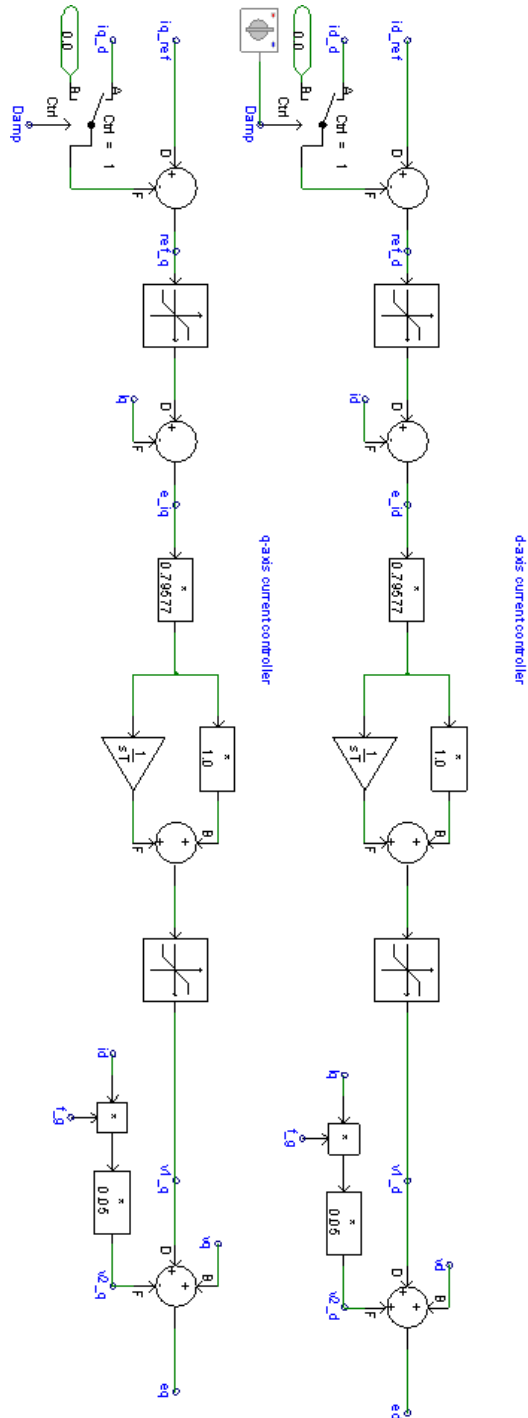 d-axis current controller
id_ref
D
+
-
F
ref_d
id_d
A
B
0.0
Ctrl = 1
Ctrl
Damp
D
+
-
F
id
e_id
*
0.79577
*
1.0
1
sT
B
+
+
F
v1_d
vd
B
D
+
+
+
F
ed
iq
f_g
*
*
0.05
v2_d
q-axis current controller
iq_ref
D
+
-
F
ref_q
iq_d
A
B
0.0
Ctrl = 1
Ctrl
Damp
D
+
-
F
iq
e_iq
*
0.79577
*
1.0
1
sT
B
+
+
F
v1_q
vq
B
D
+
+
-
F
eq
id
f_g
*
*
0.05
v2_q